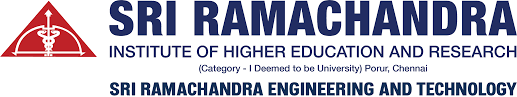 SRI RAMACHANDRA
INSTITUTE OF HIGHER EDUCATION AND RESEARCH
(Category - I Deemed to be University) Porur, Chennai
SRI RAMACHANDRA ENGINEERING AND TECHNOLOGY